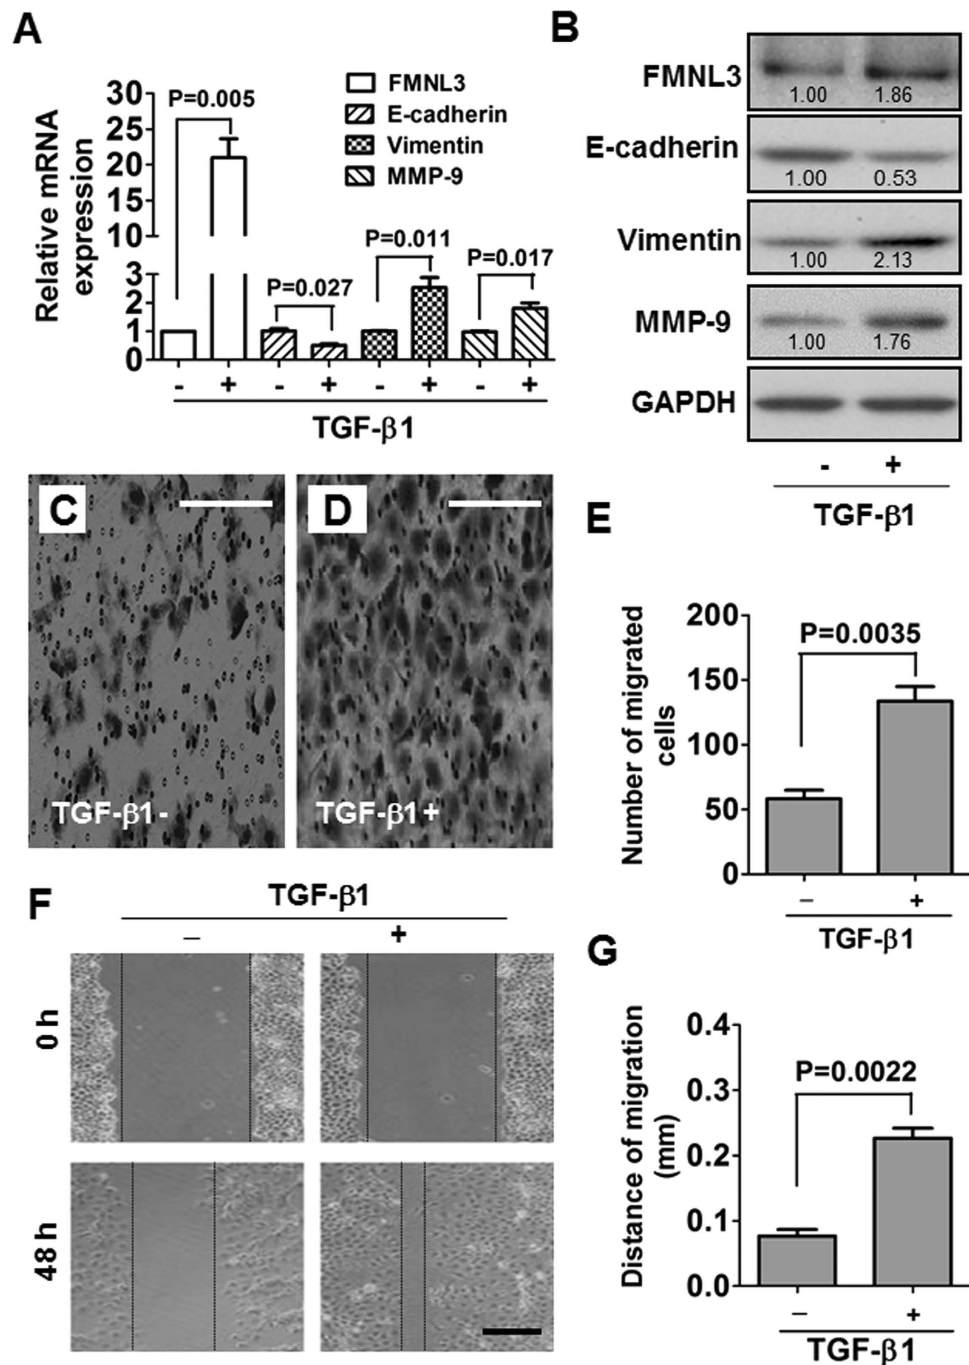 A
Relative mRNA
expression
30
25
20
15
10
3
2
1
0
P=0.005
P=0.027
P=0.011
P=0.017
FMNL3
E-cadherin
Vimentin
MMP-9
- + - + - + - +
TGF-β1
B
FMNL3
1.00 1.86
E-cadherin
1.00 0.53
Vimentin
1.00 2.13
MMP-9
1.00 1.76
GAPDH
- +
TGF-β1
C
TGF-β1-
D
TGF-β1+
E
Number of migrated
cells
200
150
100
50
0
P=0.0035
– +
TGF-β1
F
TGF-β1
– +
0 h
48 h
G
Distance of migration
(mm)
0.4
0.3
0.2
0.1
0.0
P=0.0022
– +
TGF-β1